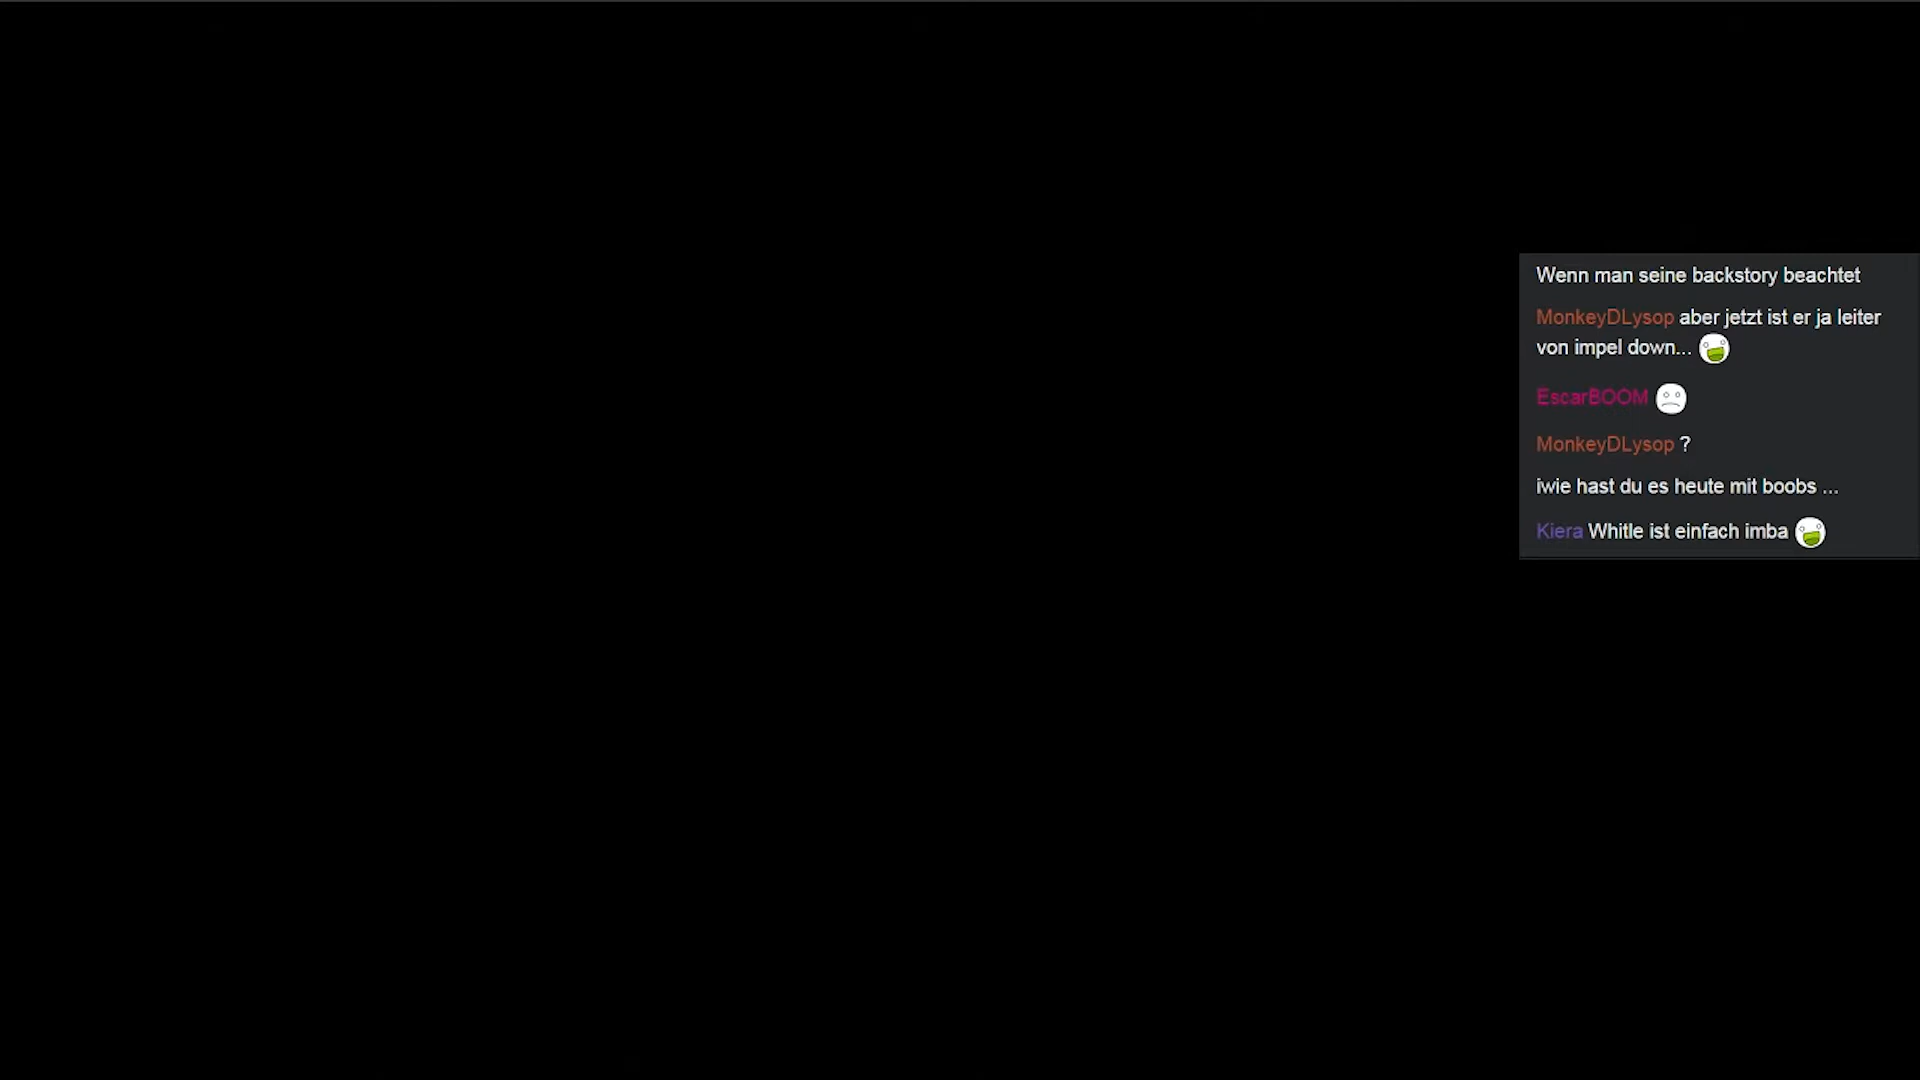 Wenn man seine backstory beachtet
MonkeyDLysop aber jetzt ist er ja leiter
von impel down...
EscarBOOM
MonkeyDLysop ?
iwie hast du es heute mit boobs ...
Kiera Whitle ist einfach imba